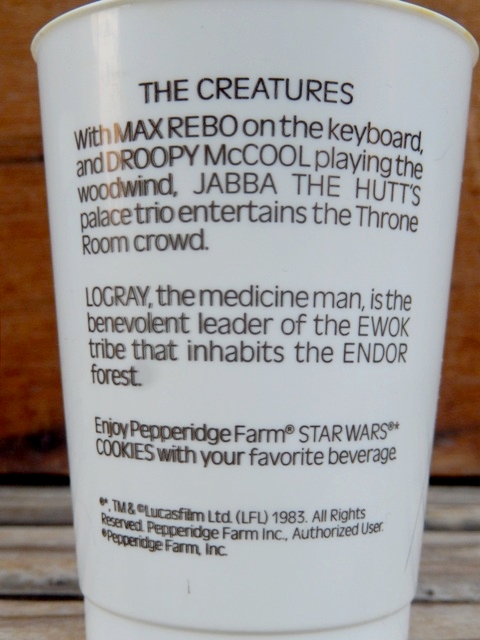 THE CREATURES
With MAX REBO on the keyboard,
and DROOPY McCOOL playing the
woodwind, JABBA THE HUTT'S
palace trio entertains the Throne
Room crowd.
LOGRAY, the medicine man, is the
benevolent leader of the EWOK
tribe that inhabits the ENDOR
forest.
Enjoy Pepperidge Farm® STAR WARS®*
COOKIES with your favorite beverage
®*, TM & ©Lucasfilm Ltd. (LFL) 1983. All Rights
Reserved. Pepperidge Farm Inc., Authorized User.
®Pepperidge Farm, Inc.